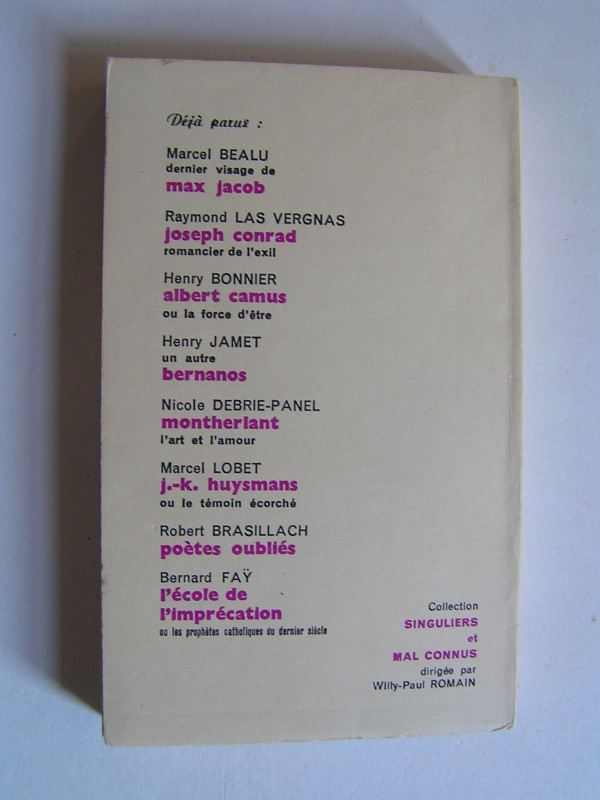 Déjà parus :
Marcel BEALU
dernier visage de
max jacob
Raymond LAS VERGNAS
joseph conrad
romancier de l'exil
Henry BONNIER
albert camus
ou la force d'être
Henry JAMET
un autre
bernanos
Nicole DEBRIE-PANEL
montherlant
l'art et l'amour
Marcel LOBET
j.-k. huysmans
ou le témoin écorché
Robert BRASILLACH
poètes oubliés
Bernard FAŸ
l'école de
l'imprécation
ou les prophètes catholiques du dernier siècle
Collection
SINGULIERS
et
MAL CONNUS
dirigée par
Willy-Paul ROMAIN